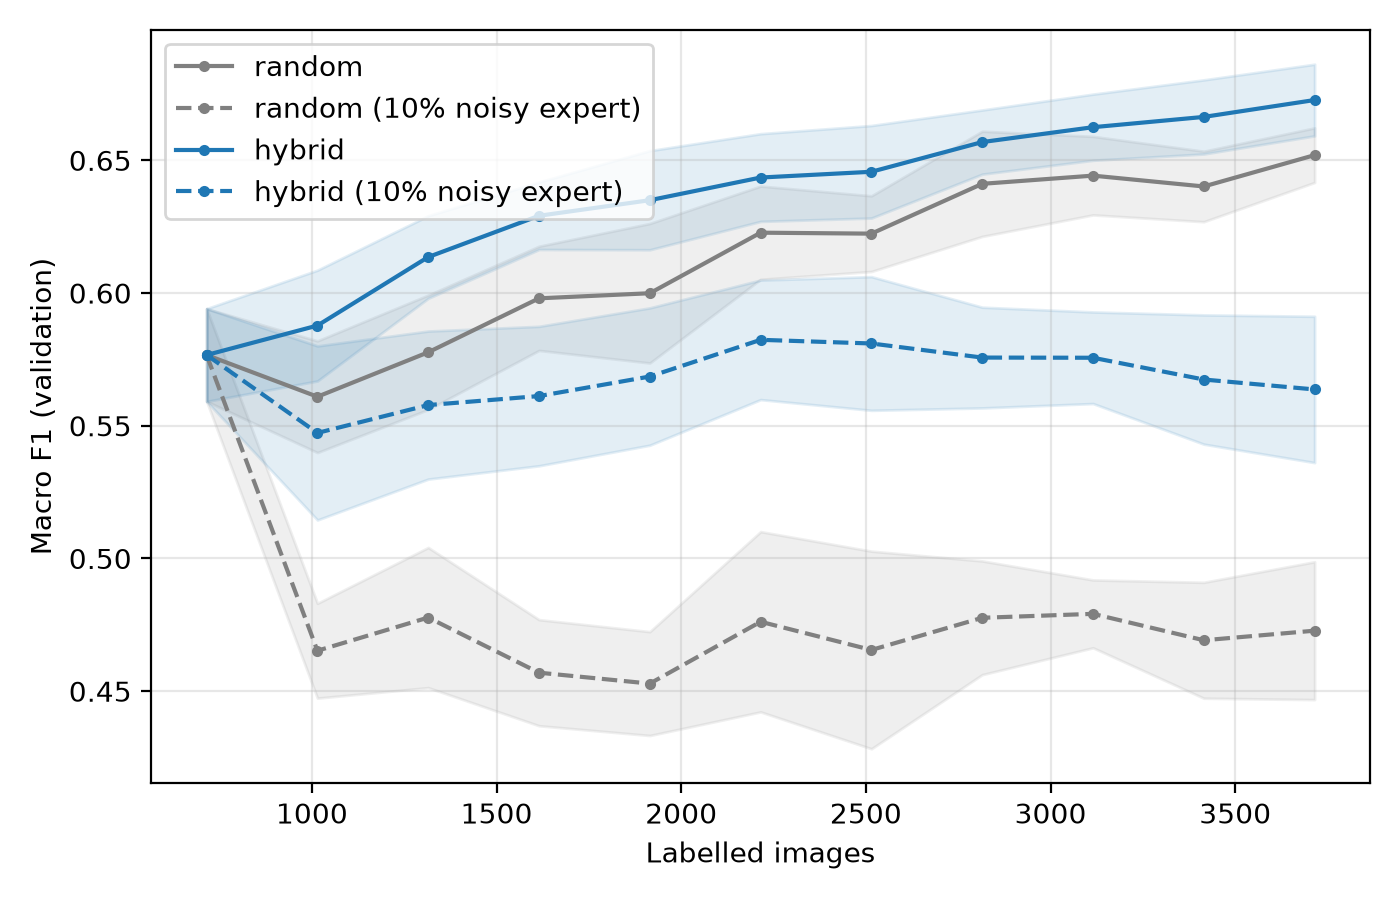 random
random (10% noisy expert)
hybrid
hybrid (10% noisy expert)
Macro F1 (validation)
0.65
0.60
0.55
0.50
0.45
1000 1500 2000 2500 3000 3500
Labelled images